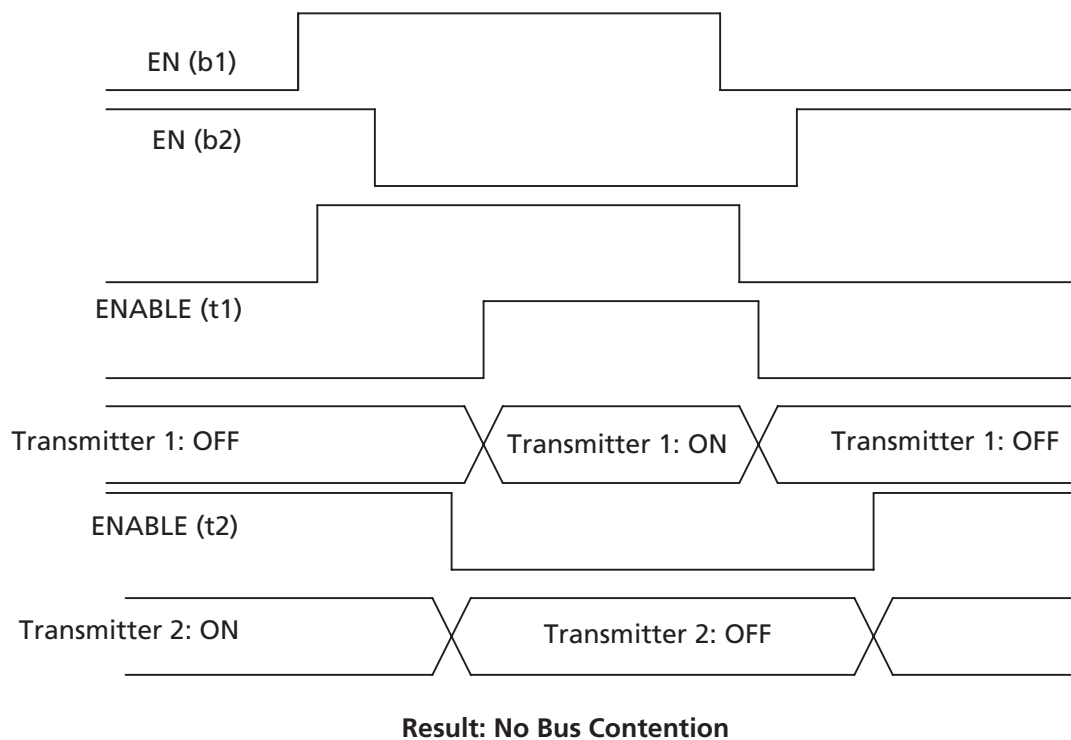 EN (b1)
EN (b2)
ENABLE (t1)
Transmitter 1: OFF
Transmitter 1: ON
Transmitter 1: OFF
ENABLE (t2)
Transmitter 2: ON
Transmitter 2: OFF
Result: No Bus Contention